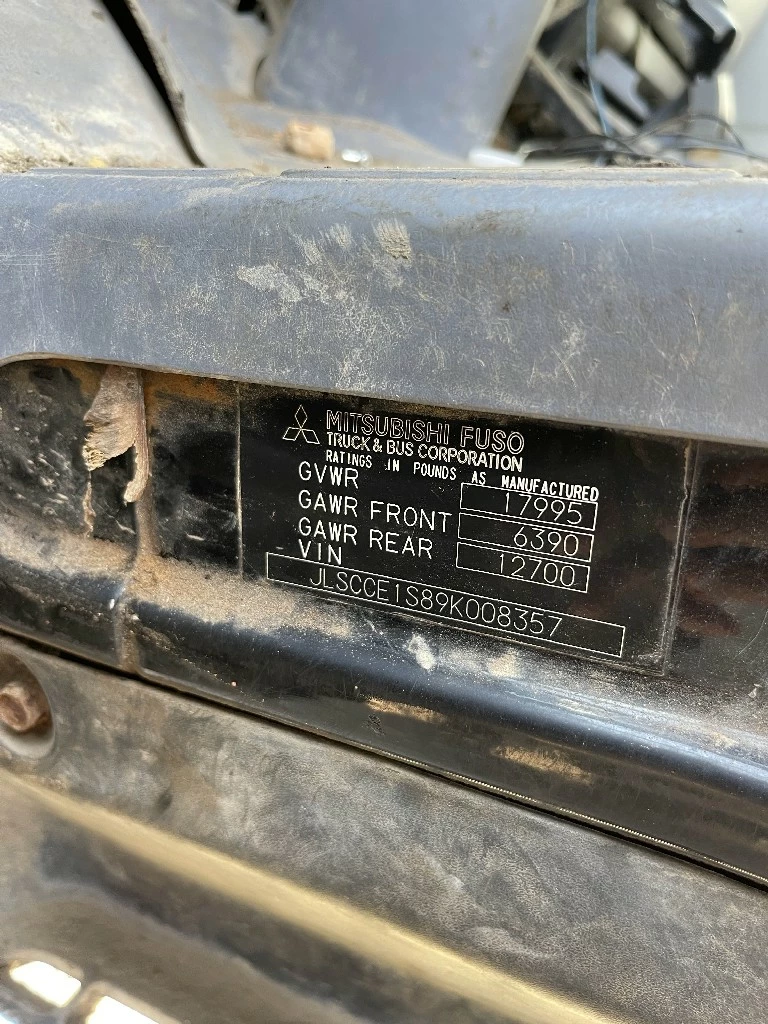 MITSUBISHI FUSO
TRUCK & BUS CORPORATION
RATINGS IN POUNDS AS MANUFACTURED
GVWR 17995
GAWR FRONT 6390
GAWR REAR 12700
VIN
JLSCCE1S89K008357